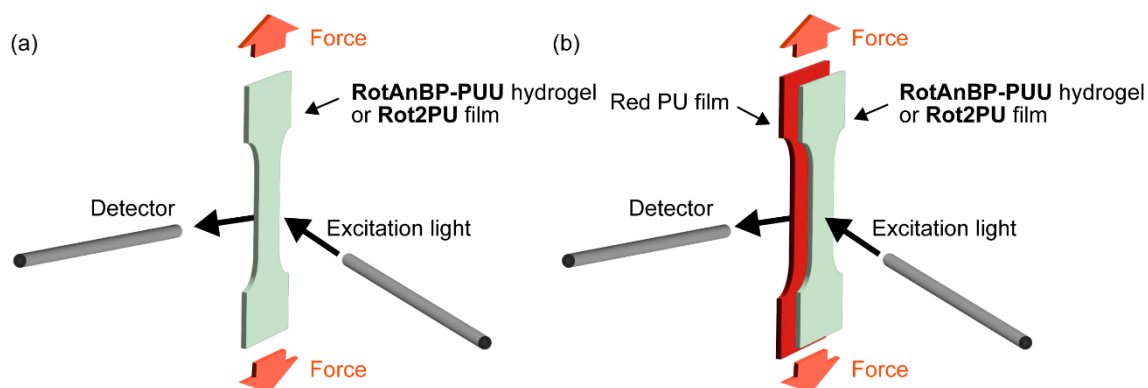 (a)
Force
RotAnBP-PUU hydrogel
or Rot2PU film
Detector
Excitation light
Force
(b)
Force
Red PU film
RotAnBP-PUU hydrogel
or Rot2PU film
Detector
Excitation light
Force